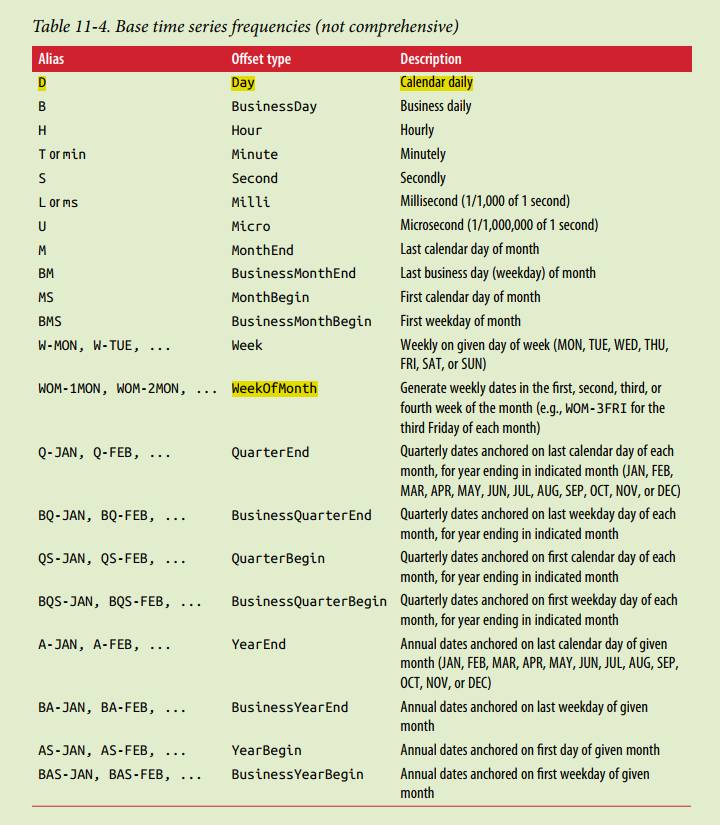 Table 11-4. Base time series frequencies (not comprehensive)
Alias Offset type Description
D Day Calendar daily
B BusinessDay Business daily
H Hour Hourly
T or min Minute Minutely
S Second Secondly
L or ms Milli Millisecond (1/1,000 of 1 second)
U Micro Microsecond (1/1,000,000 of 1 second)
M MonthEnd Last calendar day of month
BM BusinessMonthEnd Last business day (weekday) of month
MS MonthBegin First calendar day of month
BMS BusinessMonthBegin First weekday of month
W-MON, W-TUE, ... Week Weekly on given day of week (MON, TUE, WED, THU,
FRI, SAT, or SUN)
WOM-1MON, WOM-2MON, ... WeekOfMonth Generate weekly dates in the first, second, third, or
fourth week of the month (e.g., WOM-3FRI for the
third Friday of each month)
Q-JAN, Q-FEB, ... QuarterEnd Quarterly dates anchored on last calendar day of each
month, for year ending in indicated month (JAN, FEB,
MAR, APR, MAY, JUN, JUL, AUG, SEP, OCT, NOV, or DEC)
BQ-JAN, BQ-FEB, ... BusinessQuarterEnd Quarterly dates anchored on last weekday day of each
month, for year ending in indicated month
QS-JAN, QS-FEB, ... QuarterBegin Quarterly dates anchored on first calendar day of each
month, for year ending in indicated month
BQS-JAN, BQS-FEB, ... BusinessQuarterBegin Quarterly dates anchored on first weekday day of each
month, for year ending in indicated month
A-JAN, A-FEB, ... YearEnd Annual dates anchored on last calendar day of given
month (JAN, FEB, MAR, APR, MAY, JUN, JUL, AUG, SEP,
OCT, NOV, or DEC)
BA-JAN, BA-FEB, ... BusinessYearEnd Annual dates anchored on last weekday of given
month
AS-JAN, AS-FEB, ... YearBegin Annual dates anchored on first day of given month
BAS-JAN, BAS-FEB, ... BusinessYearBegin Annual dates anchored on first weekday of given
month